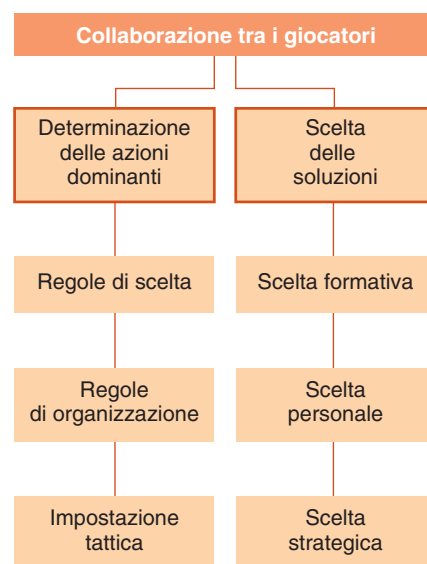 Collaborazione tra i giocatori
Determinazione
delle azioni
dominanti
Scelta
delle
soluzioni
Regole di scelta
Scelta formativa
Regole
di organizzazione
Scelta
personale
Impostazione
tattica
Scelta
strategica